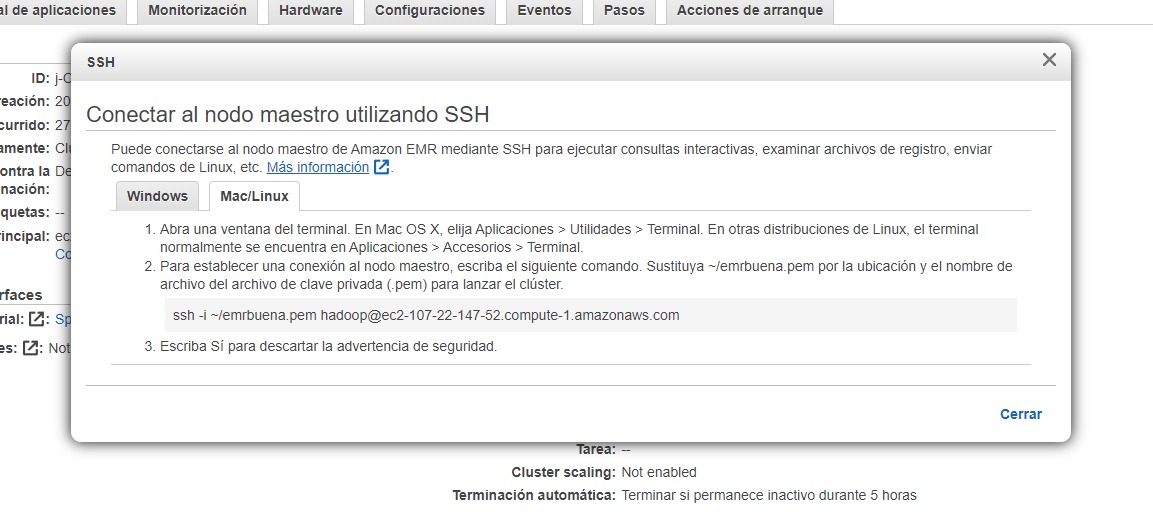 al de aplicaciones Monitorización Hardware Configuraciones Eventos Pasos Acciones de arranque
SSH
Conectar al nodo maestro utilizando SSH
Puede conectarse al nodo maestro de Amazon EMR mediante SSH para ejecutar consultas interactivas, examinar archivos de registro, enviar
comandos de Linux, etc. Más información.
Windows Mac/Linux
1. Abra una ventana del terminal. En Mac OS X, elija Aplicaciones > Utilidades > Terminal. En otras distribuciones de Linux, el terminal
normalmente se encuentra en Aplicaciones > Accesorios > Terminal.
2. Para establecer una conexión al nodo maestro, escriba el siguiente comando. Sustituya ~/emrbuena.pem por la ubicación y el nombre de
archivo del archivo de clave privada (.pem) para lanzar el clúster.
ssh -i ~/emrbuena.pem hadoop@ec2-107-22-147-52.compute-1.amazonaws.com
3. Escriba Sí para descartar la advertencia de seguridad.
Cerrar
ID: j-
reación: 20
currido: 27
amente: Cl
ontra la De
nación:
quetas: --
rincipal: ec
Co
rfaces
rial: Sp
es: Not
Tarea: --
Cluster scaling: Not enabled
Terminación automática: Terminar si permanece inactivo durante 5 horas